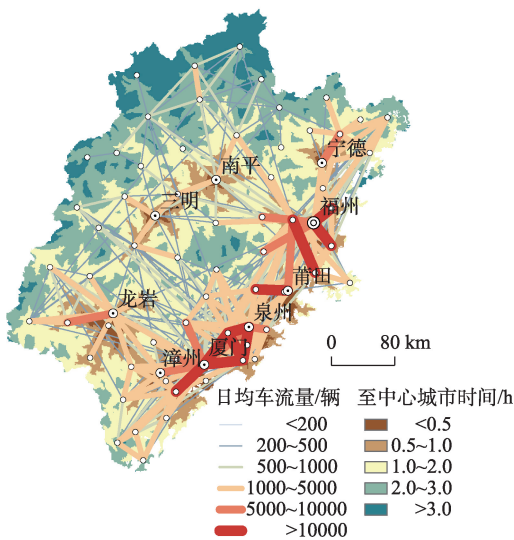 宁德
南平
三明
福州
莆田
龙岩
泉州
厦门
漳州
0 80 km
日均车流量/辆 至中心城市时间/h
<200 <0.5
200~500 0.5~1.0
500~1000 1.0~2.0
1000~5000 2.0~3.0
5000~10000 >3.0
>10000